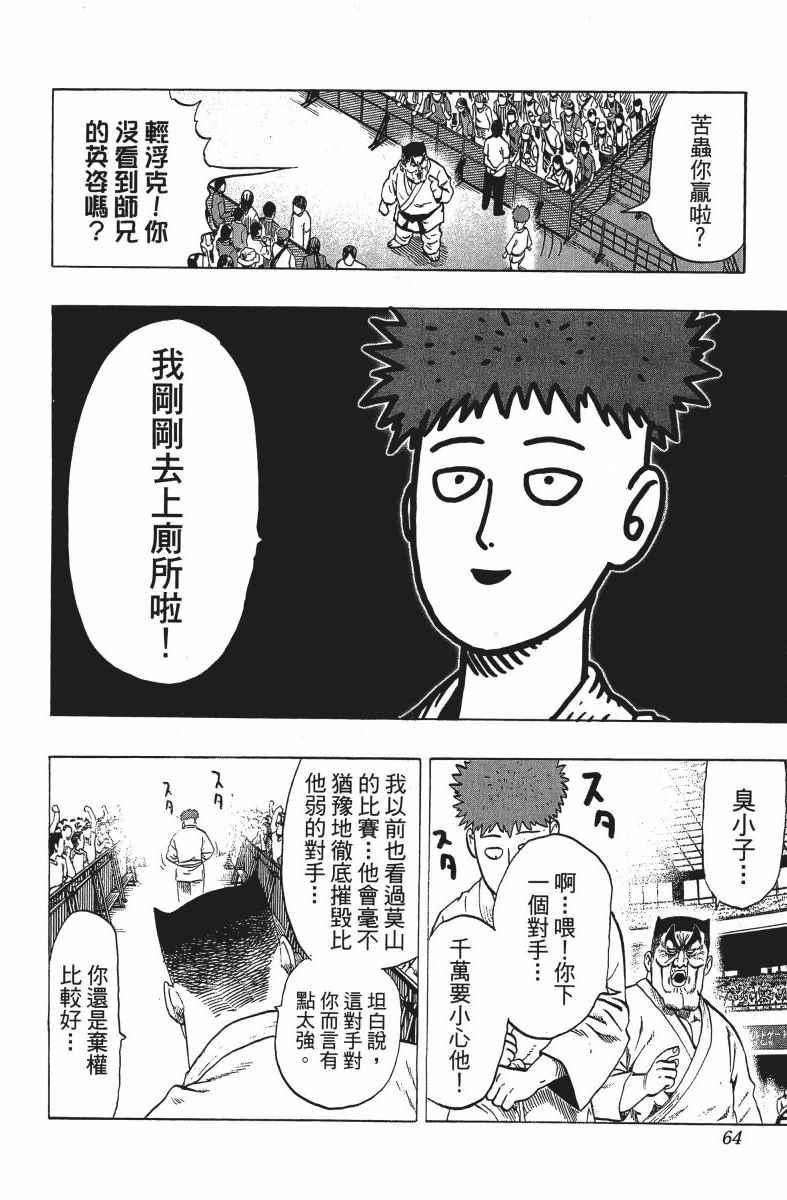 苦蟲你贏啦？
輕浮克！你
沒看到師兄
的英姿嗎？
我剛剛去上廁所啦！
臭小子…
啊…喂！你下
一個對手…
千萬要小心他！
スタ
スタ
我以前也看過莫山
的比賽…他會毫不
猶豫地徹底摧毀比
他弱的對手…
坦白說，
這對手對
你而言有
點太強。
スタ
スタ
你還是棄權
比較好…
64